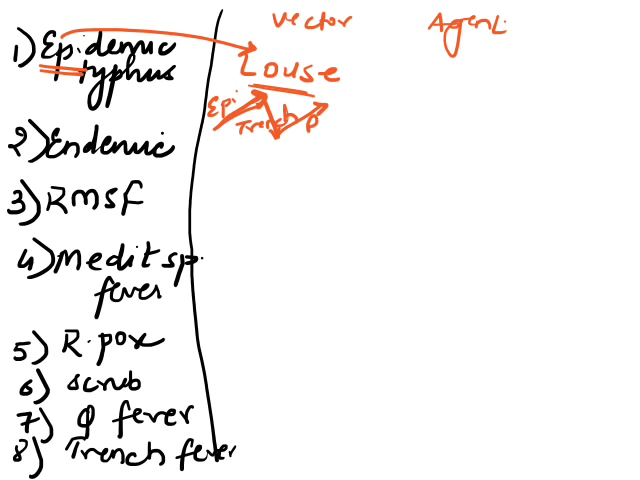 Vector Agent
1) Epidemic
typhus
Louse
Epi
Trench
P
2) Endemic
3) RMSF
4) Medit sp.
fever
5) R. pox
6) scrub
7) Q fever
8) Trench fever